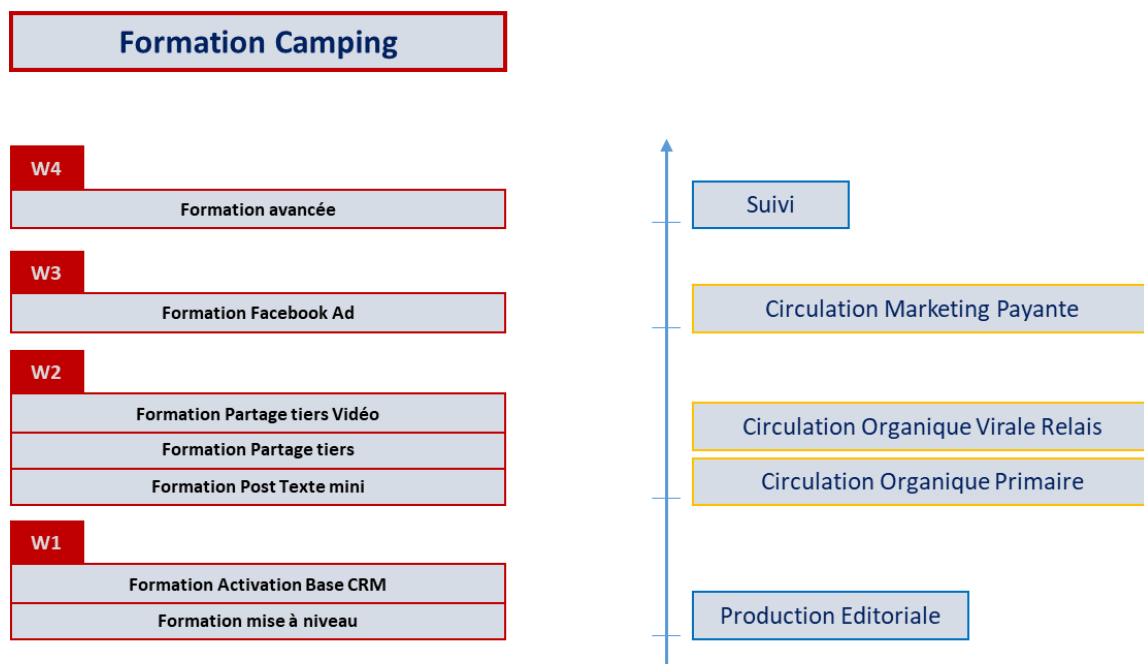 Formation Camping
W4
Formation avancée
Suivi
W3
Formation Facebook Ad
Circulation Marketing Payante
W2
Formation Partage tiers Vidéo
Circulation Organique Virale Relais
Formation Partage tiers
Formation Post Texte mini
Circulation Organique Primaire
W1
Formation Activation Base CRM
Formation mise à niveau
Production Editoriale